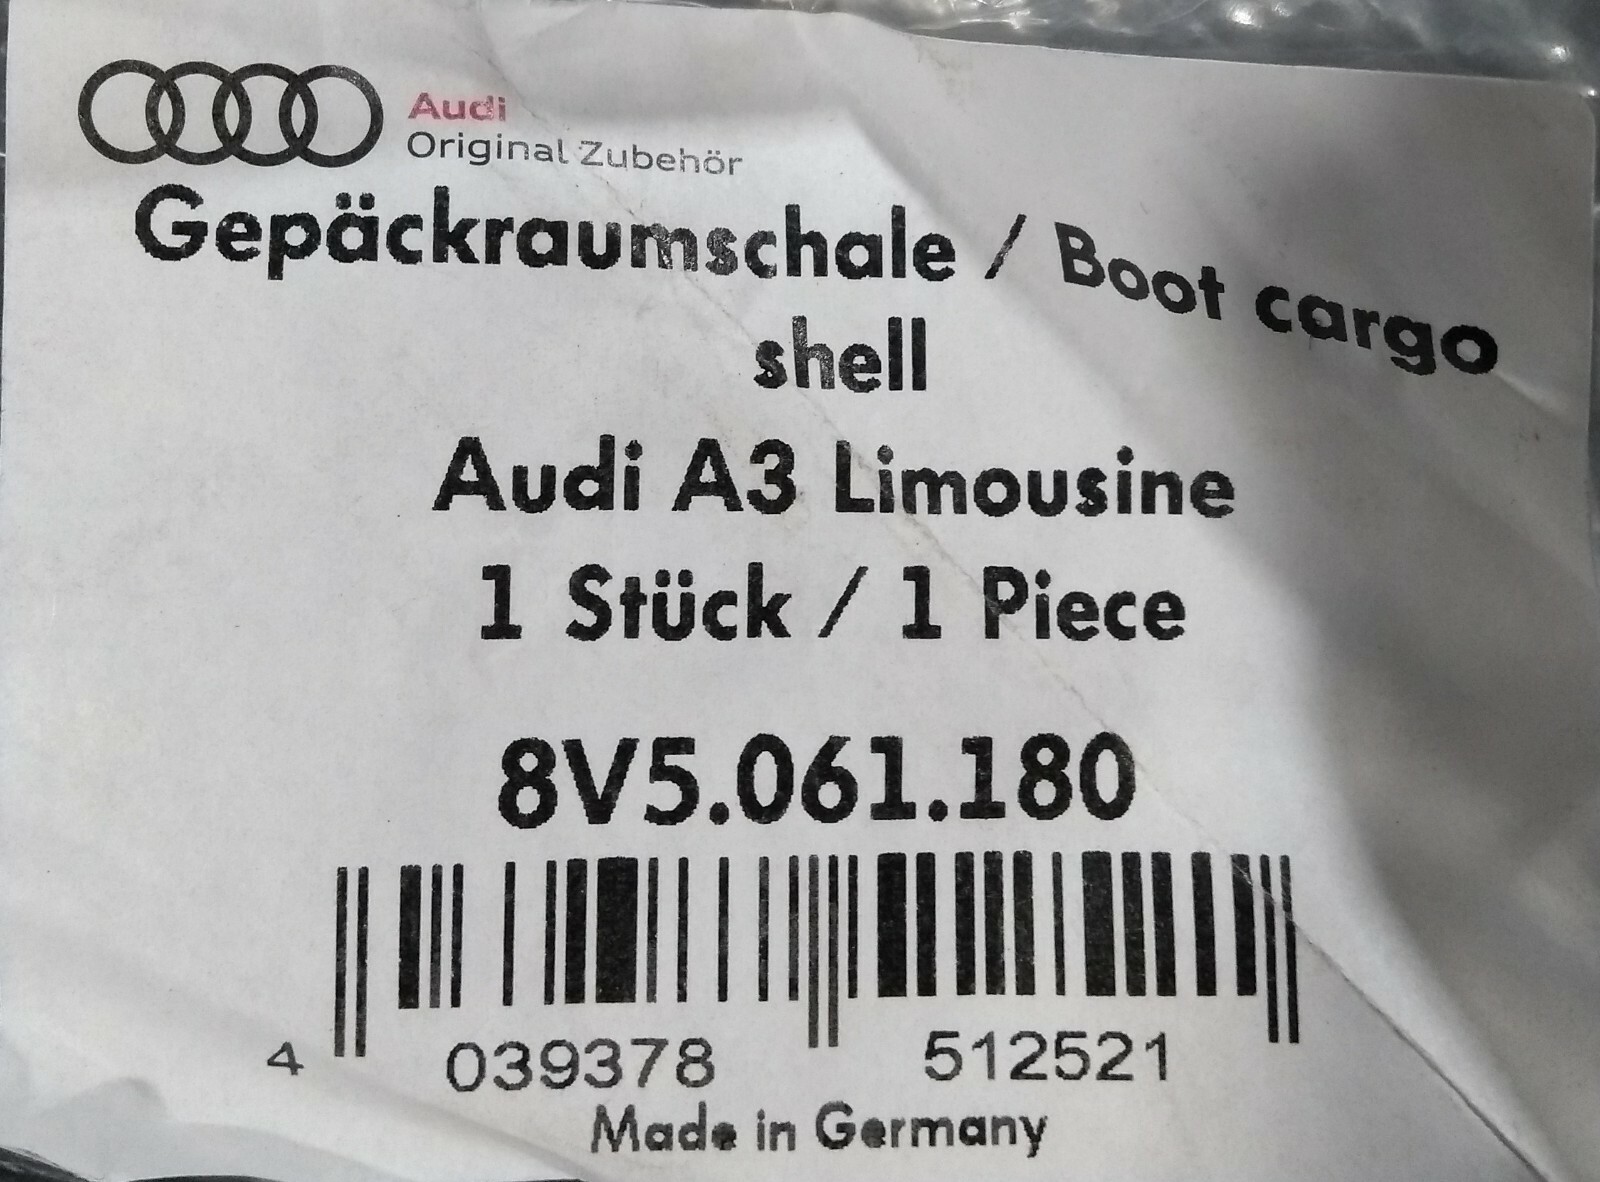 Audi
Original Zubehör
Gepäckraumschale / Boot cargo
shell
Audi A3 Limousine
1 Stück / 1 Piece
8V5.061.180
4 039378 512521
Made in Germany